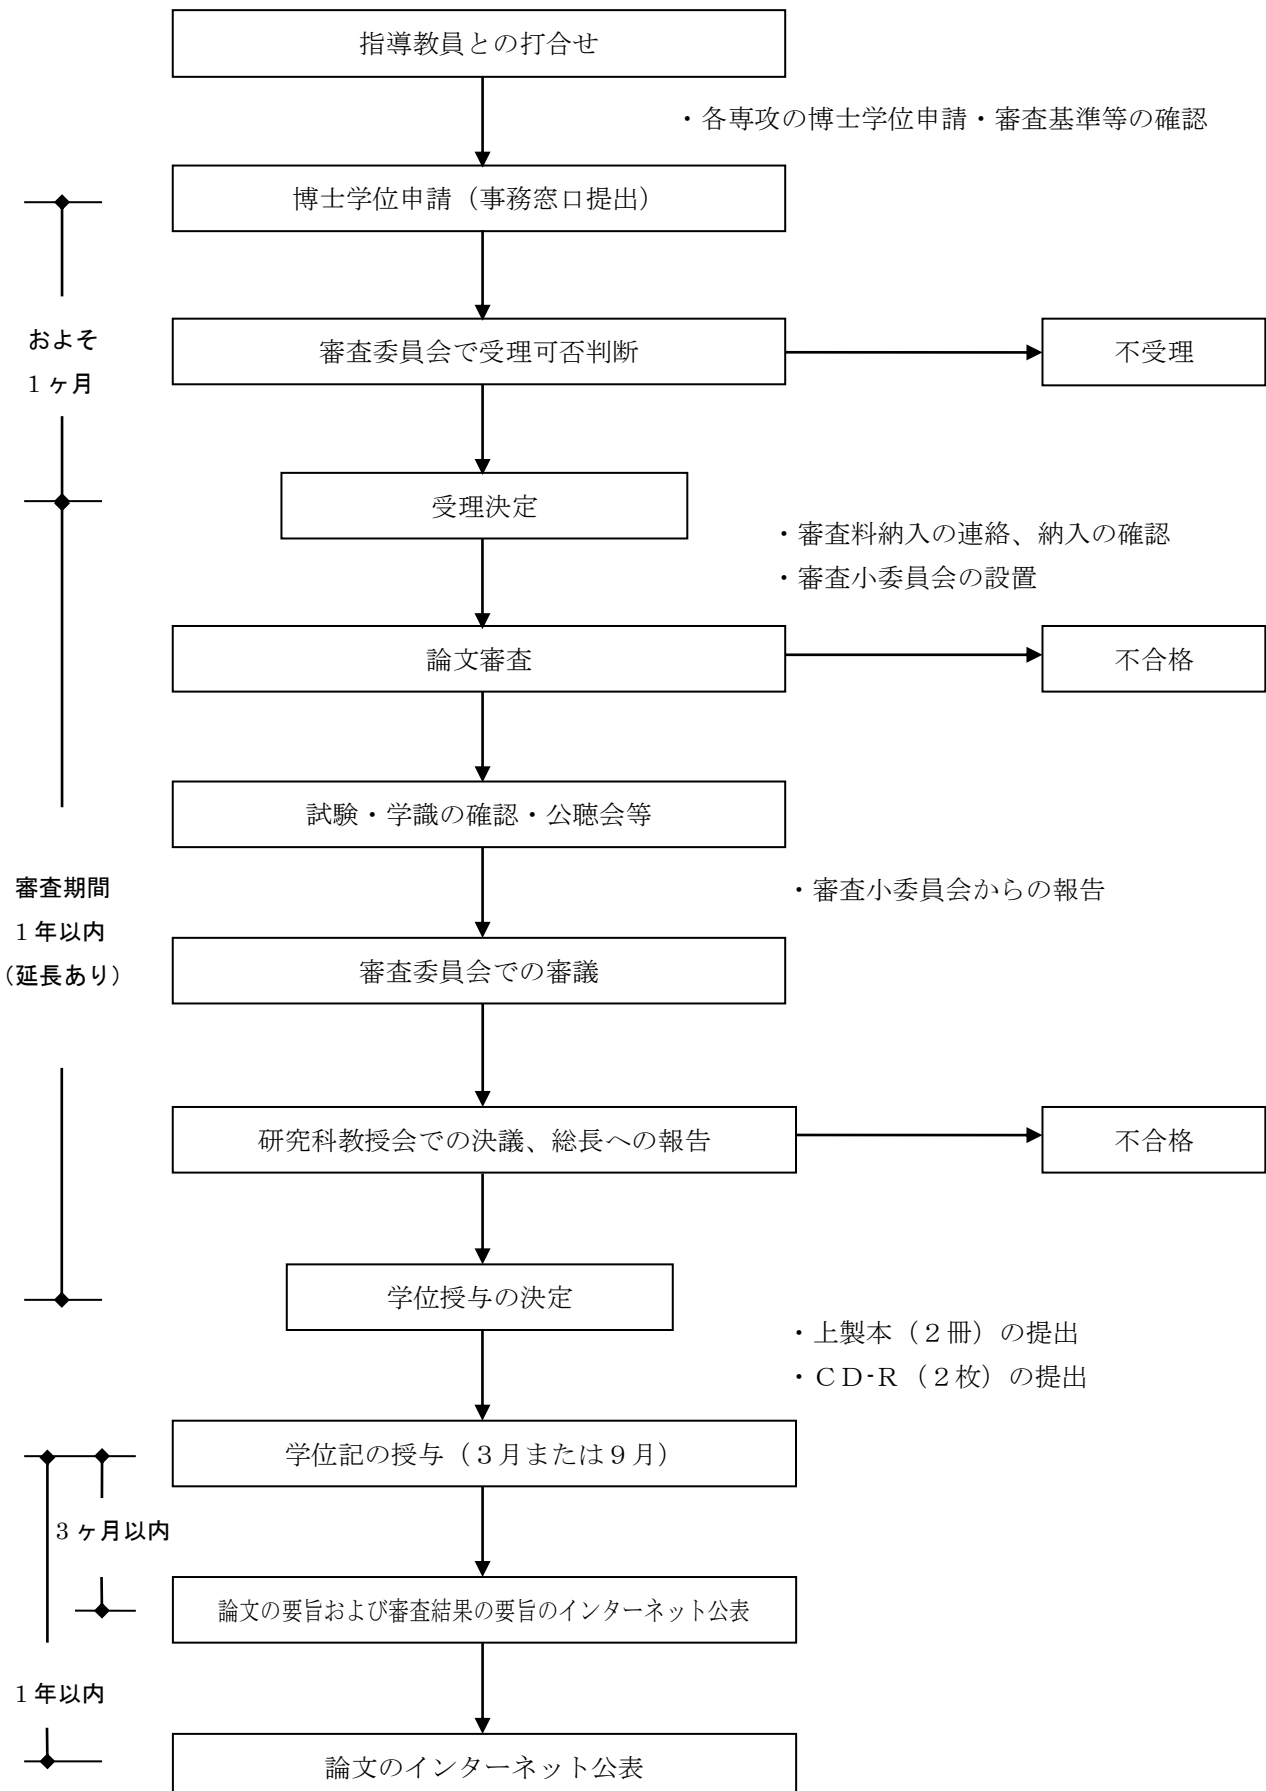 指導教員との打合せ
・各専攻の博士学位申請・審査基準等の確認
博士学位申請（事務窓口提出）
およそ
1ヶ月
審査委員会で受理可否判断
不受理
受理決定
・審査料納入の連絡、納入の確認
・審査小委員会の設置
論文審査
不合格
試験・学識の確認・公聴会等
審査期間
1年以内
（延長あり）
・審査小委員会からの報告
審査委員会での審議
研究科教授会での決議、総長への報告
不合格
学位授与の決定
・上製本（２冊）の提出
・ＣＤ-Ｒ（２枚）の提出
学位記の授与（３月または９月）
3ヶ月以内
論文の要旨および審査結果の要旨のインターネット公表
1年以内
論文のインターネット公表